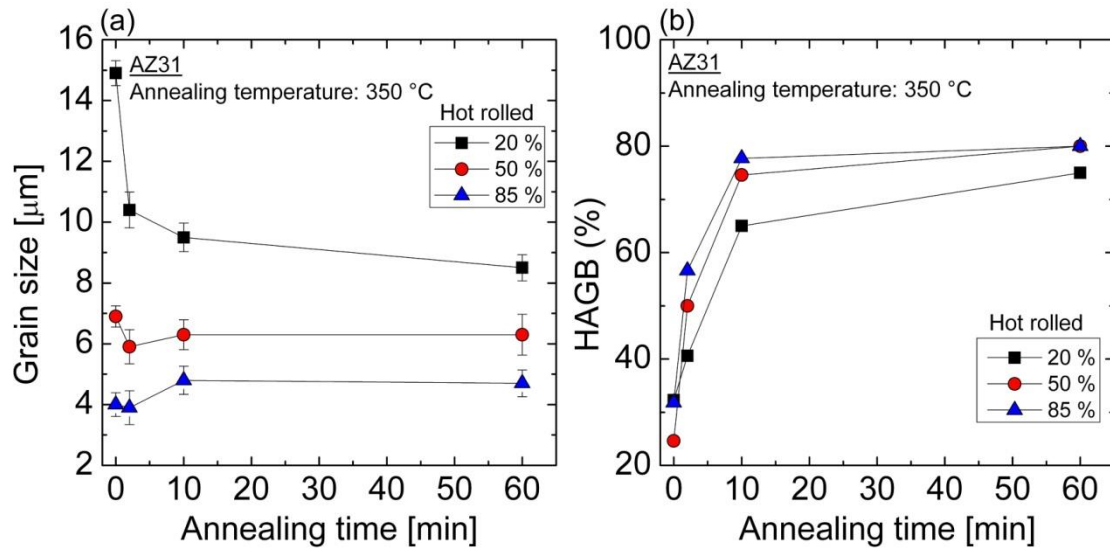 (a)
AZ31
Annealing temperature: 350 °C
Hot rolled
20 %
50 %
85 %
Grain size [μm]
16
14
12
10
8
6
4
2
0 10 20 30 40 50 60
Annealing time [min]
(b)
AZ31
Annealing temperature: 350 °C
Hot rolled
20 %
50 %
85 %
HAGB (%)
100
80
60
40
20
0 10 20 30 40 50 60
Annealing time [min]